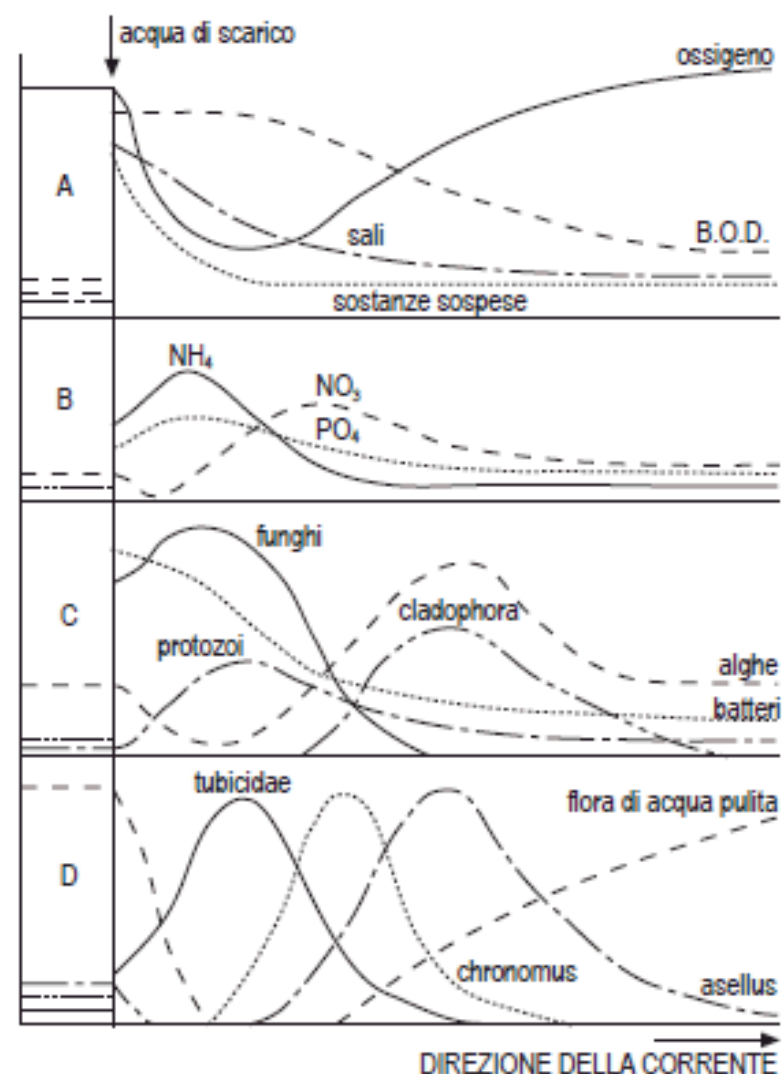 acqua di scarico
ossigeno
A
sali
B.O.D.
sostanze sospese
NH₄
B
NO₃
PO₄
funghi
C
cladophora
protozoi
alghe
batteri
tubicidae
flora di acqua pulita
D
chronomus
asellus
DIREZIONE DELLA CORRENTE